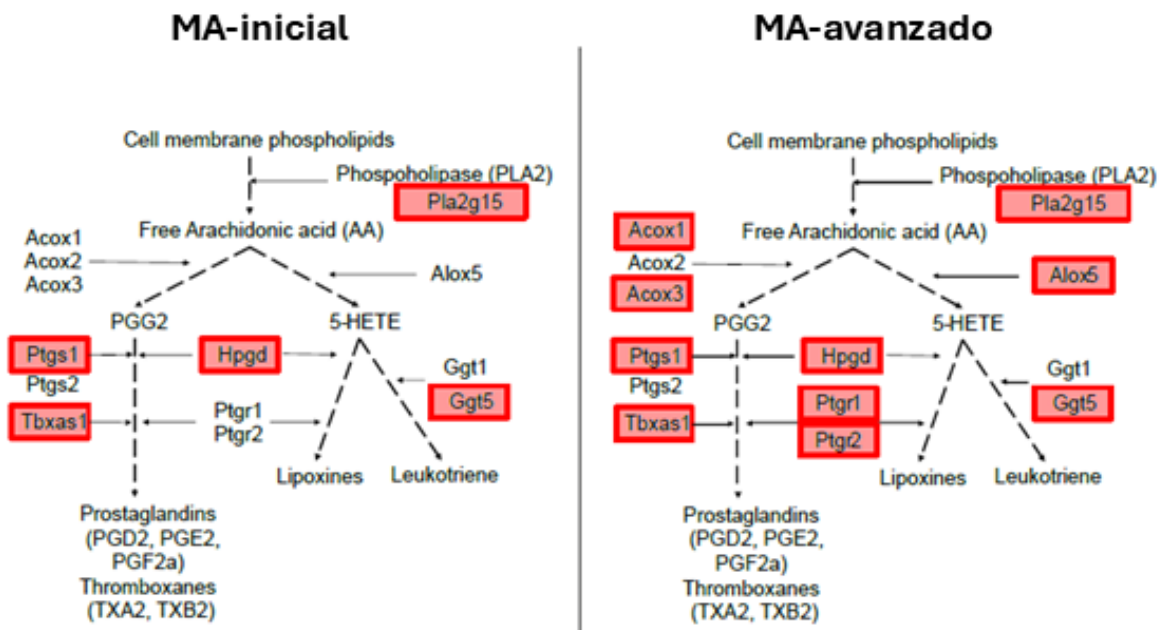 MA-inicial
Cell membrane phospholipids
Phospoholipase (PLA2)
Pla2g15
Free Arachidonic acid (AA)
Acox1
Acox2
Acox3
Alox5
PGG2
5-HETE
Ptgs1
Hpgd
Ptgs2
Ggt1
Ggt5
Tbxas1
Ptgr1
Ptgr2
Lipoxines
Leukotriene
Prostaglandins
(PGD2, PGE2,
PGF2a)
Thromboxanes
(TXA2, TXB2)
MA-avanzado
Cell membrane phospholipids
Phospoholipase (PLA2)
Pla2g15
Acox1
Free Arachidonic acid (AA)
Acox2
Alox5
Acox3
PGG2
5-HETE
Ptgs1
Hpgd
Ptgs2
Ggt1
Ptgr1
Ggt5
Tbxas1
Ptgr2
Lipoxines
Leukotriene
Prostaglandins
(PGD2, PGE2,
PGF2a)
Thromboxanes
(TXA2, TXB2)